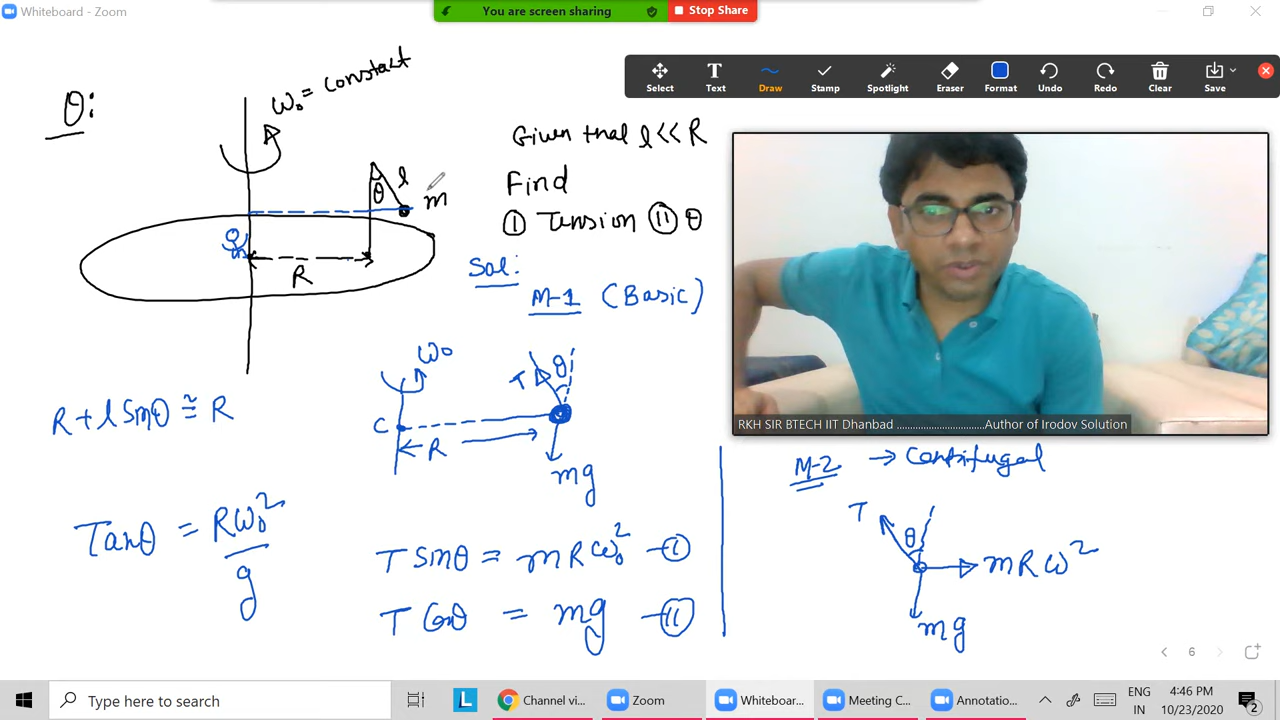 Whiteboard - Zoom
You are screen sharing
Stop Share
Select
Text
Draw
Stamp
Spotlight
Eraser
Format
Undo
Redo
Clear
Save
Q:
ω₀ = constact
θ
l
m
R
Given that l << R
Find
① Tension ⑪ θ
Sol:
M-1 (Basic)
ω₀
T
θ
C
R
mg
R + l Sinθ ≅ R
Tanθ = Rω₀²/g
T sinθ = mRω₀² -①
T Cosθ = mg -⑪
RKH SIR BTECH IIT Dhanbad ................................Author of Irodov Solution
M-2 → Centrifugal
T
θ
mRω²
mg
6
Type here to search
Channel vi...
Zoom
Whiteboar...
Meeting C...
Annotatio...
ENG
IN
4:46 PM
10/23/2020
2